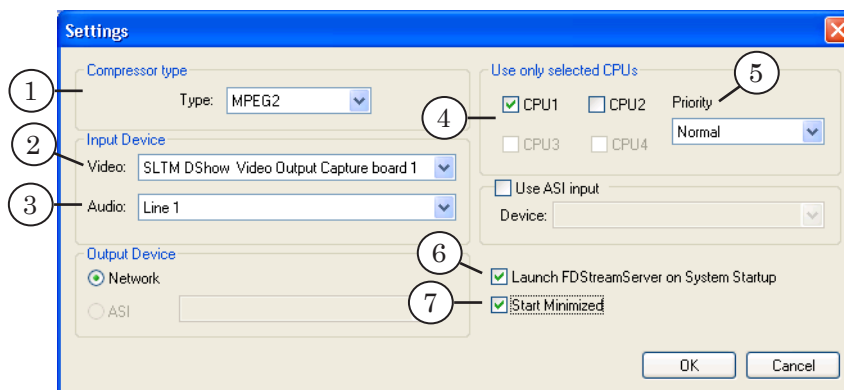 Settings
Compressor type
1
Type: MPEG2
Input Device
2
Video: SLTM DShow Video Output Capture board 1
3
Audio: Line 1
Output Device
Network
ASI
Use only selected CPUs
4
CPU1 CPU2
CPU3 CPU4
5
Priority
Normal
Use ASI input
Device:
6
Launch FDStreamServer on System Startup
7
Start Minimized
OK Cancel